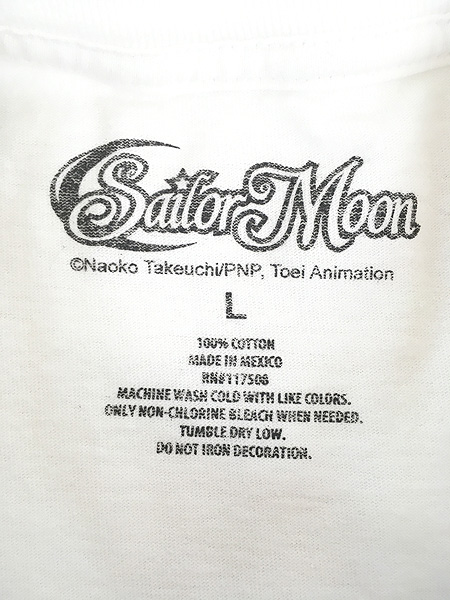 Sailor Moon
©Naoko Takeuchi/PNP, Toei Animation
L
100% COTTON
MADE IN MEXICO
RN#117508
MACHINE WASH COLD WITH LIKE COLORS.
ONLY NON-CHLORINE BLEACH WHEN NEEDED.
TUMBLE DRY LOW.
DO NOT IRON DECORATION.